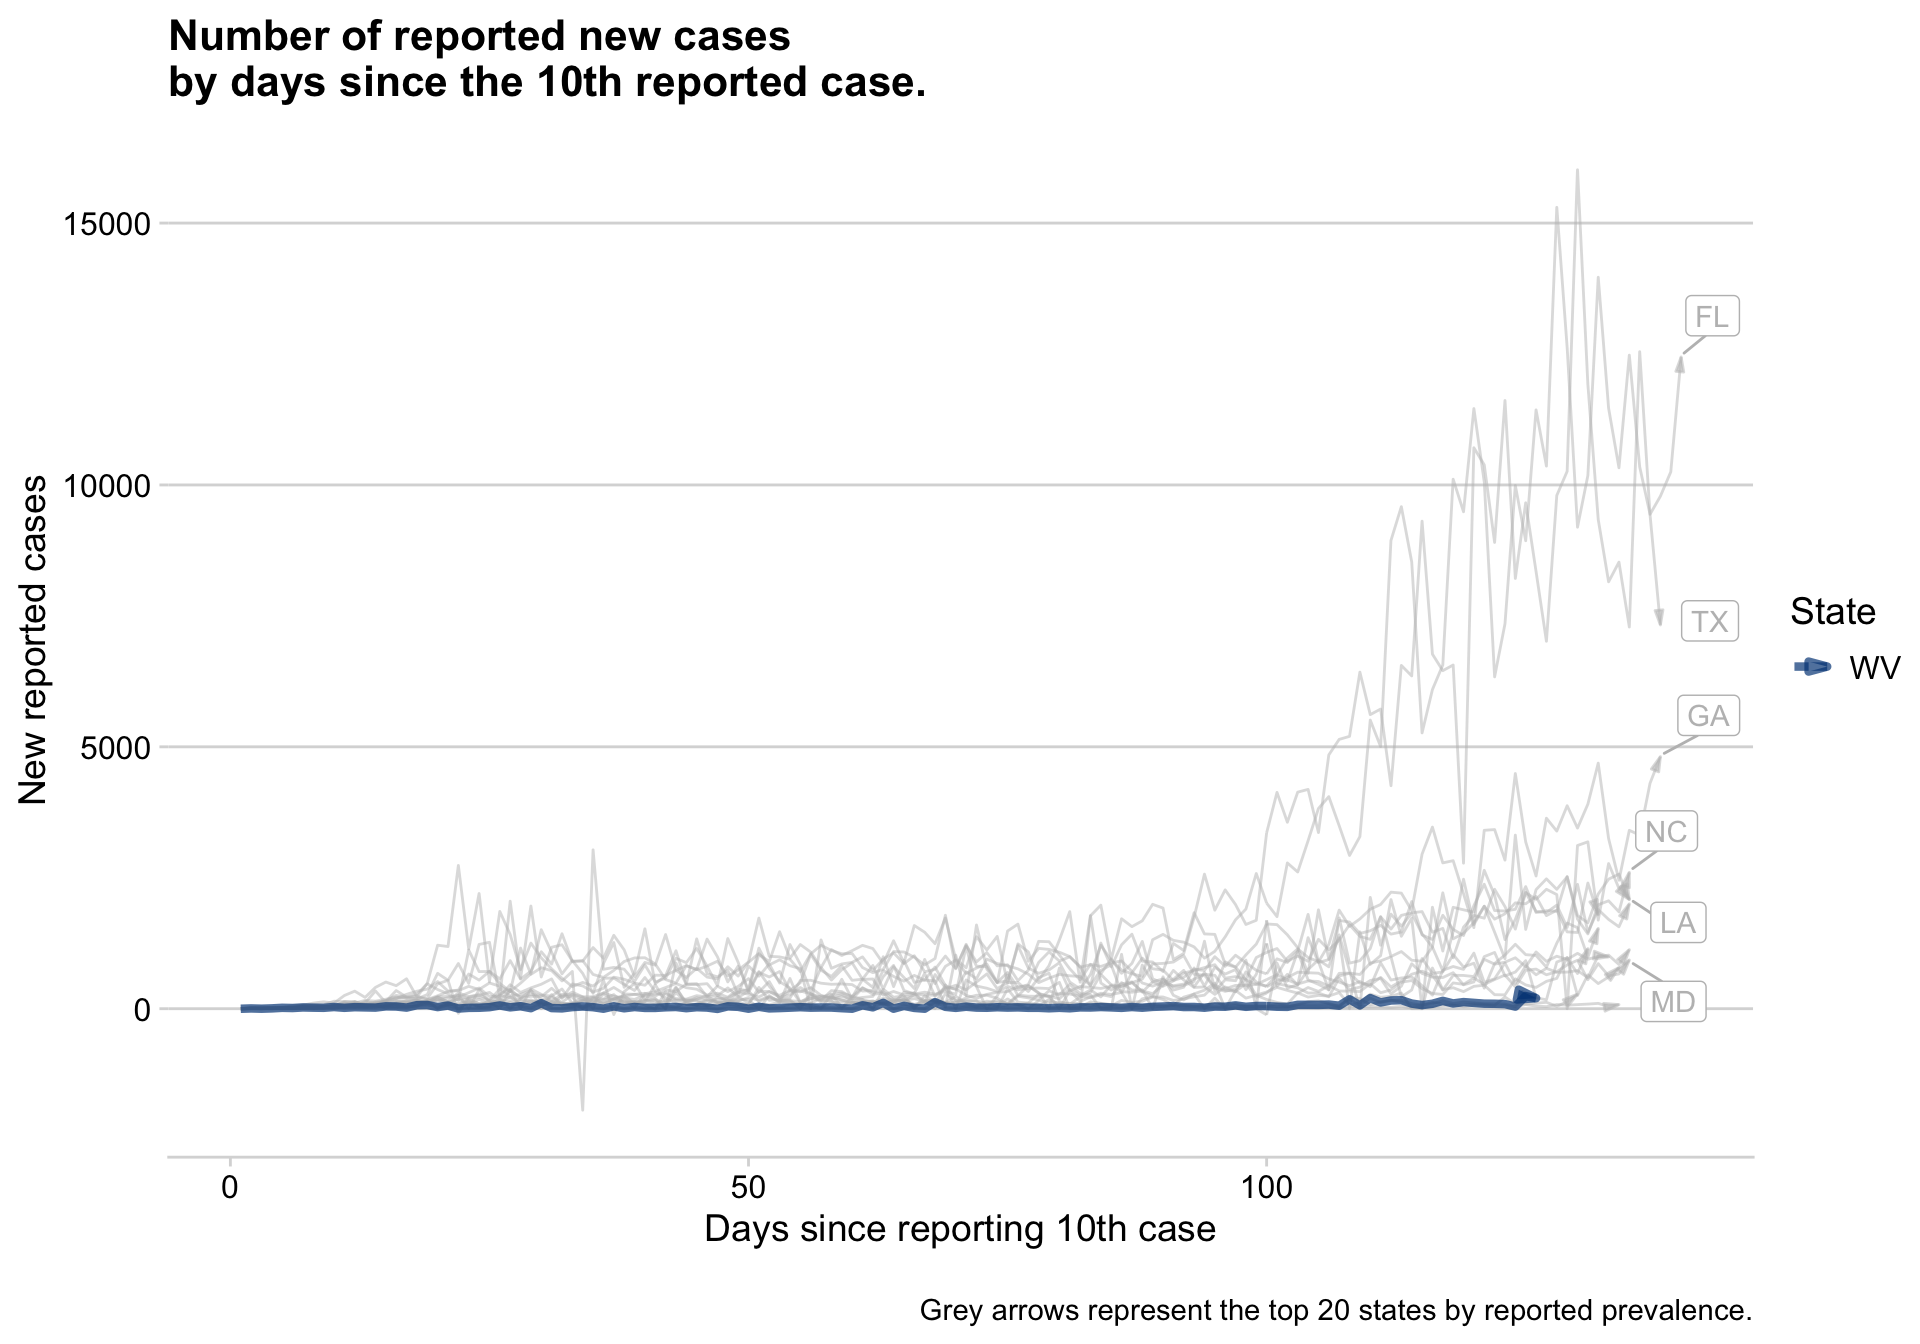 Number of reported new cases
by days since the 10th reported case.
15000
10000
5000
0
New reported cases
FL
TX
GA
NC
LA
MD
State
WV
0
50
100
Days since reporting 10th case
Grey arrows represent the top 20 states by reported prevalence.